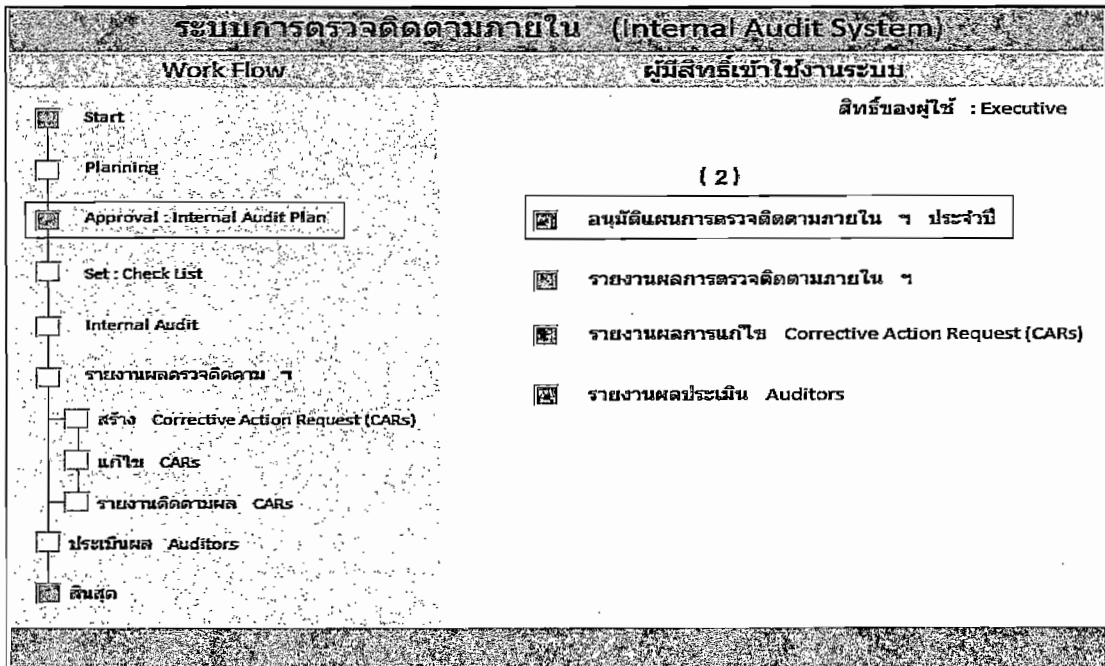 ระบบการตรวจติดตามภายใน (Internal Audit System)
Work Flow
ผู้มีสิทธิ์เข้าใช้งานระบบ
สิทธิ์ของผู้ใช้ : Executive
Start
Planning
Approval : Internal Audit Plan
Set : Check List
Internal Audit
รายงานผลตรวจติดตาม ฯ
สร้าง Corrective Action Request (CARs)
แก้ไข CARs
รายงานติดตามผล CARs
ประเมินผล Auditors
สิ้นสุด
(2)
อนุมัติแผนการตรวจติดตามภายใน ฯ ประจำปี
รายงานผลการตรวจติดตามภายใน ฯ
รายงานผลการแก้ไข Corrective Action Request (CARs)
รายงานผลประเมิน Auditors